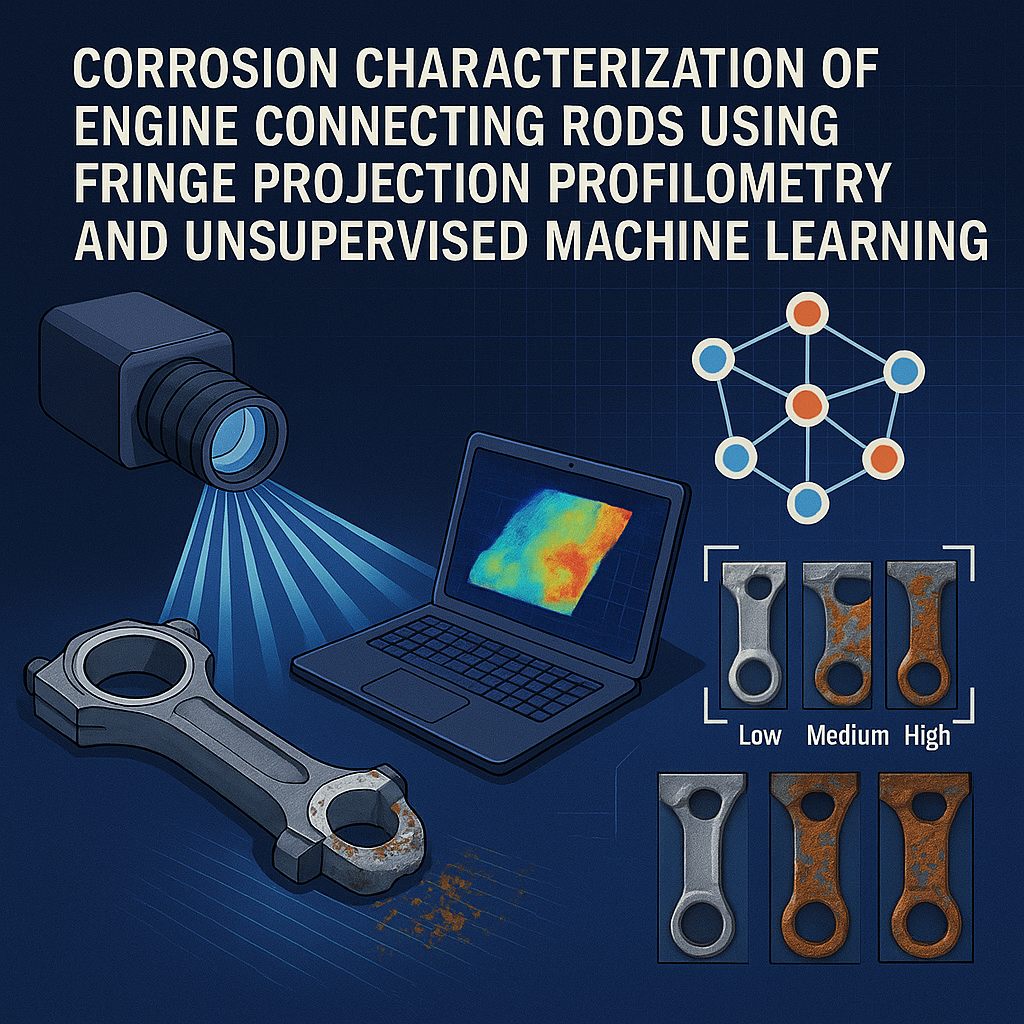 CORROSION CHARACTERIZATION OF
ENGINE CONNECTING RODS USING
FRINGE PROJECTION PROFILOMETRY
AND UNSUPERVISED MACHINE LEARNING
Low Medium High